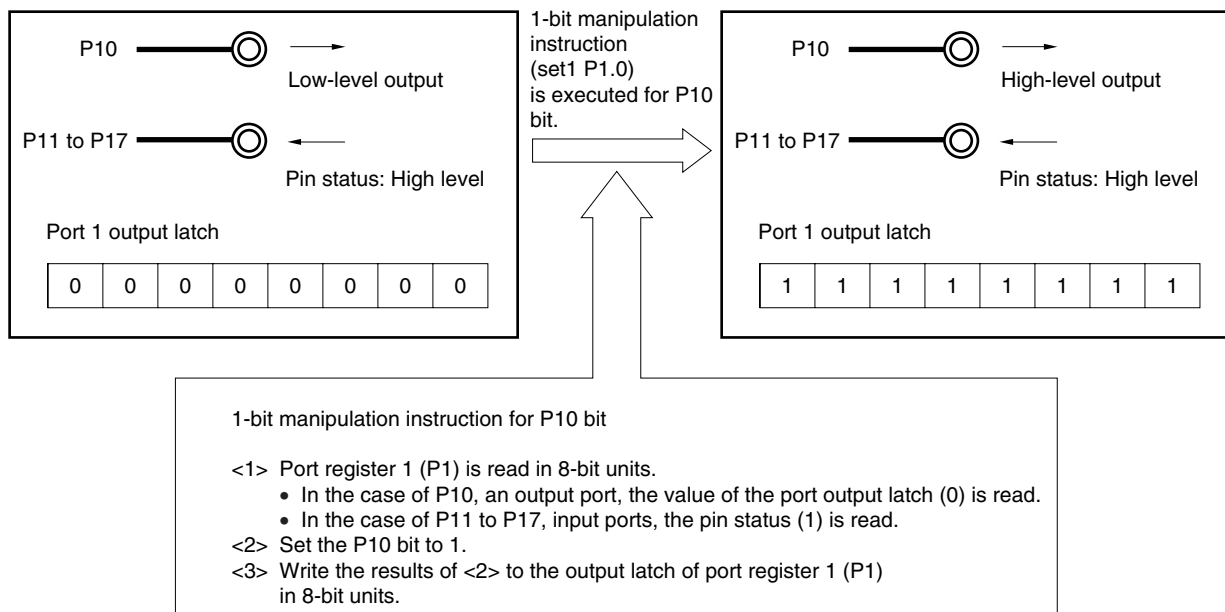 P10
Low-level output
P11 to P17
Pin status: High level
Port 1 output latch
0 0 0 0 0 0 0 0
1-bit manipulation
instruction
(set1 P1.0)
is executed for P10
bit.
P10
High-level output
P11 to P17
Pin status: High level
Port 1 output latch
1 1 1 1 1 1 1 1
1-bit manipulation instruction for P10 bit
<1> Port register 1 (P1) is read in 8-bit units.
• In the case of P10, an output port, the value of the port output latch (0) is read.
• In the case of P11 to P17, input ports, the pin status (1) is read.
<2> Set the P10 bit to 1.
<3> Write the results of <2> to the output latch of port register 1 (P1)
in 8-bit units.